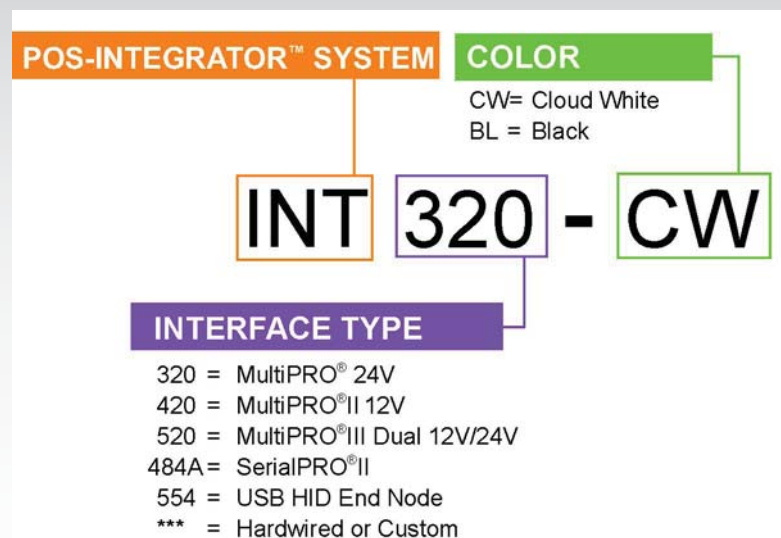 POS-INTEGRATOR™ SYSTEM
COLOR
CW= Cloud White
BL = Black
INT 320 - CW
INTERFACE TYPE
320 = MultiPRO® 24V
420 = MultiPRO®II 12V
520 = MultiPRO®III Dual 12V/24V
484A= SerialPRO®II
554 = USB HID End Node
*** = Hardwired or Custom